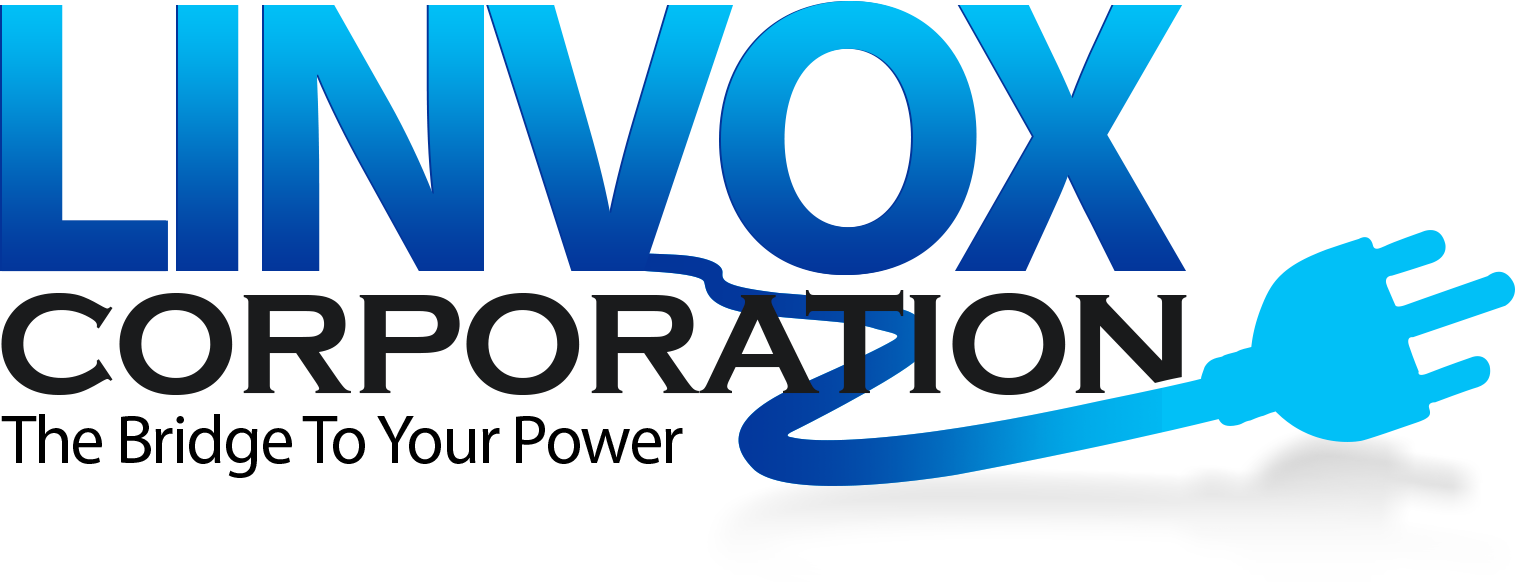 LINVOX
CORPORATION
The Bridge To Your Power